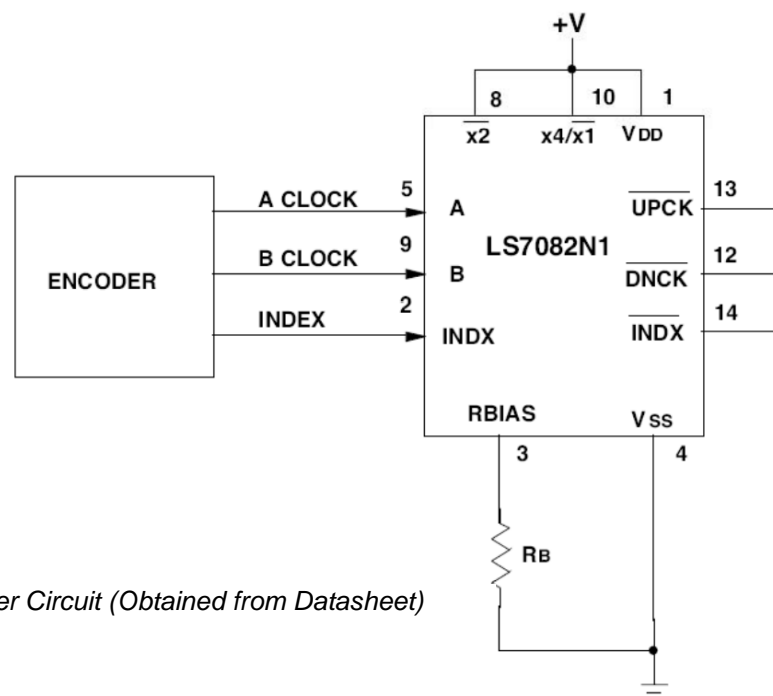 +V
8 10 1
x2 x4/x1 VDD
A CLOCK 5 A UPCK 13
LS7082N1
B CLOCK 9 B DNCK 12
ENCODER
INDEX 2 INDX INDX 14
RBIAS VSS
3 4
RB
er Circuit (Obtained from Datasheet)